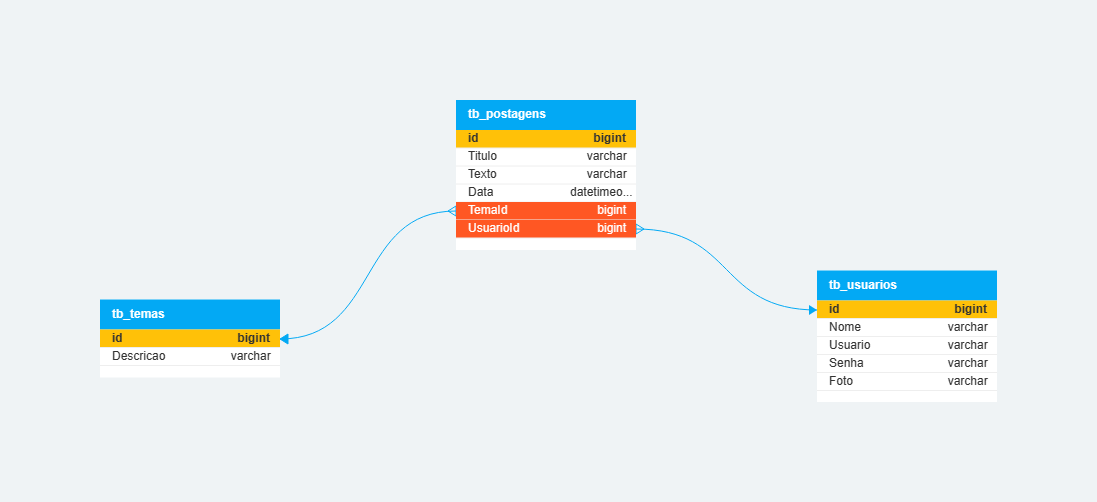 tb_postagens
id bigint
Titulo varchar
Texto varchar
Data datetimeo...
TemaId bigint
UsuarioId bigint
tb_temas
id bigint
Descricao varchar
tb_usuarios
id bigint
Nome varchar
Usuario varchar
Senha varchar
Foto varchar